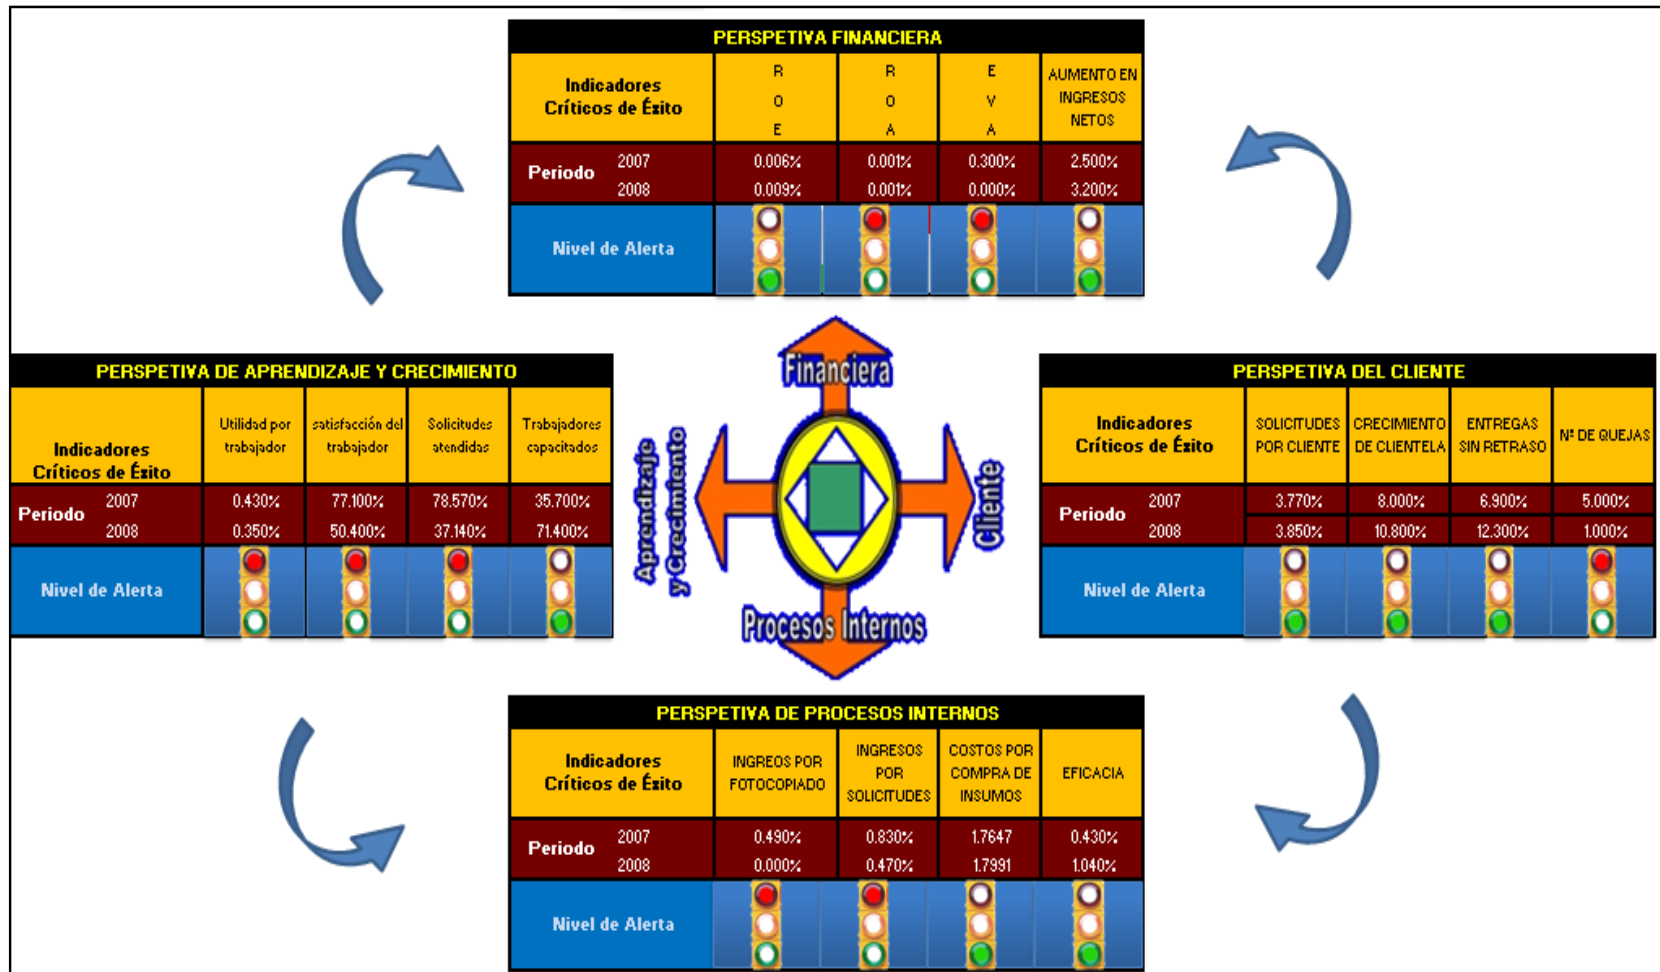 PERSPETIVA FINANCIERA
Indicadores
Críticos de Éxito
R
O
E
R
O
A
E
V
A
AUMENTO EN
INGRESOS
NETOS
Periodo
2007 0.006% 0.001% 0.300% 2.500%
2008 0.009% 0.001% 0.000% 3.200%
Nivel de Alerta
PERSPETIVA DE APRENDIZAJE Y CRECIMIENTO
Indicadores
Críticos de Éxito
Utilidad por
trabajador
satisfacción del
trabajador
Solicitudes
atendidas
Trabajadores
capacitados
Periodo
2007 0.430% 77.100% 78.570% 35.700%
2008 0.350% 50.400% 37.140% 71.400%
Nivel de Alerta
Financiera
Aprendizaje
y Crecimiento
Cliente
Procesos Internos
PERSPETIVA DEL CLIENTE
Indicadores
Críticos de Éxito
SOLICITUDES
POR CLIENTE
CRECIMIENTO
DE CLIENTELA
ENTREGAS
SIN RETRASO
Nº DE QUEJAS
Periodo
2007 3.770% 8.000% 6.900% 5.000%
2008 3.850% 10.800% 12.300% 1.000%
Nivel de Alerta
PERSPETIVA DE PROCESOS INTERNOS
Indicadores
Críticos de Éxito
INGREOS POR
FOTOCOPIADO
INGRESOS
POR
SOLICITUDES
COSTOS POR
COMPRA DE
INSUMOS
EFICACIA
Periodo
2007 0.490% 0.830% 1.7647 0.430%
2008 0.000% 0.470% 1.7991 1.040%
Nivel de Alerta